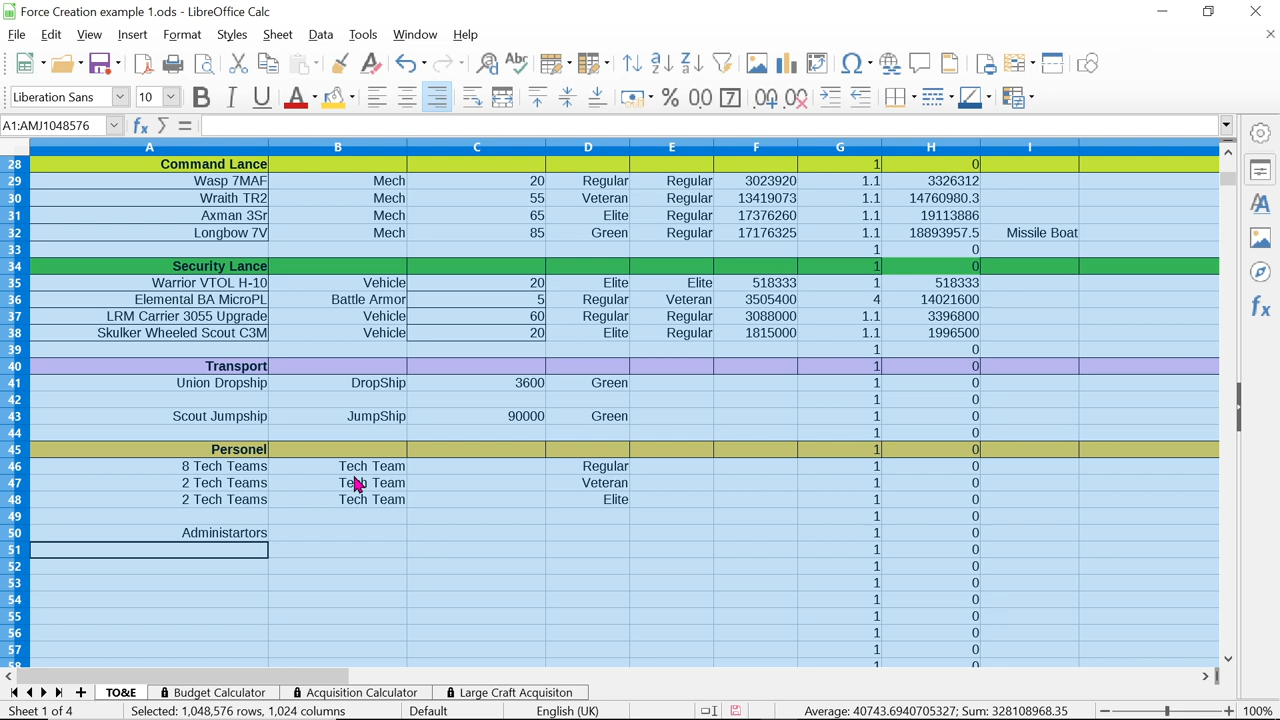 Force Creation example 1.ods - LibreOffice Calc
File Edit View Insert Format Styles Sheet Data Tools Window Help
Liberation Sans 10
A1:AMJ1048576
A B C D E F G H I
28 Command Lance 1 0
29 Wasp 7MAF Mech 20 Regular Regular 3023920 1.1 3326312
30 Wraith TR2 Mech 55 Veteran Regular 13419073 1.1 14760980.3
31 Axman 3Sr Mech 65 Elite Regular 17376260 1.1 19113886
32 Longbow 7V Mech 85 Green Regular 17176325 1.1 18893957.5 Missile Boat
33 1 0
34 Security Lance 1 0
35 Warrior VTOL H-10 Vehicle 20 Elite Elite 518333 1 518333
36 Elemental BA MicroPL Battle Armor 5 Regular Veteran 3505400 4 14021600
37 LRM Carrier 3055 Upgrade Vehicle 60 Regular Regular 3088000 1.1 3396800
38 Skulker Wheeled Scout C3M Vehicle 20 Elite Regular 1815000 1.1 1996500
39 1 0
40 Transport 1 0
41 Union Dropship DropShip 3600 Green 1 0
42 1 0
43 Scout Jumpship JumpShip 90000 Green 1 0
44 1 0
45 Personel 1 0
46 8 Tech Teams Tech Team Regular 1 0
47 2 Tech Teams Tech Team Veteran 1 0
48 2 Tech Teams Tech Team Elite 1 0
49 1 0
50 Administartors 1 0
51 1 0
52 1 0
53 1 0
54 1 0
55 1 0
56 1 0
57 1 0
58 1 0
TO&E Budget Calculator Acquisition Calculator Large Craft Acquisiton
Sheet 1 of 4 Selected: 1,048,576 rows, 1,024 columns Default English (UK) Average: 40743.6940705327; Sum: 328108968.35 100%